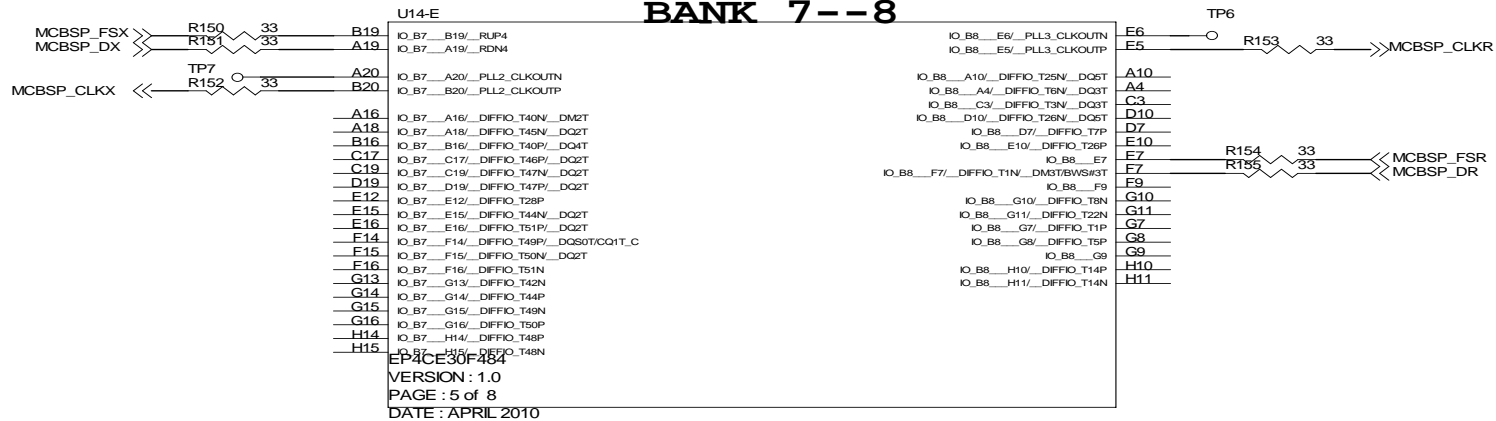 BANK 7--8
U14-E
TP6
MCBSP_FSX R150 33 B19 IO_B7___B19/__RUP4
MCBSP_DX R151 33 A19 IO_B7___A19/__RDN4
TP7 A20 IO_B7___A20/__PLL2_CLKOUTN
MCBSP_CLKX R152 33 B20 IO_B7___B20/__PLL2_CLKOUTP
A16 IO_B7___A16/__DIFFIO_T40N/__DM2T
A18 IO_B7___A18/__DIFFIO_T45N/__DQ2T
B16 IO_B7___B16/__DIFFIO_T40P/__DQ4T
C17 IO_B7___C17/__DIFFIO_T46P/__DQ2T
C19 IO_B7___C19/__DIFFIO_T47N/__DQ2T
D19 IO_B7___D19/__DIFFIO_T47P/__DQ2T
E12 IO_B7___E12/__DIFFIO_T28P
E15 IO_B7___E15/__DIFFIO_T44N/__DQ2T
E16 IO_B7___E16/__DIFFIO_T51P/__DQ2T
F14 IO_B7___F14/__DIFFIO_T49P/__DQS0T/CQ1T_C
F15 IO_B7___F15/__DIFFIO_T50N/__DQ2T
F16 IO_B7___F16/__DIFFIO_T51N
G13 IO_B7___G13/__DIFFIO_T42N
G14 IO_B7___G14/__DIFFIO_T44P
G15 IO_B7___G15/__DIFFIO_T49N
G16 IO_B7___G16/__DIFFIO_T50P
H14 IO_B7___H14/__DIFFIO_T48P
H15 IO_B7___H15/__DIFFIO_T48N
IO_B8___E6/__PLL3_CLKOUTN E6
IO_B8___E5/__PLL3_CLKOUTP E5 R153 33 MCBSP_CLKR
IO_B8___A10/__DIFFIO_T25N/__DQ5T A10
IO_B8___A4/__DIFFIO_T6N/__DQ3T A4
IO_B8___C3/__DIFFIO_T3N/__DQ3T C3
IO_B8___D10/__DIFFIO_T26N/__DQ5T D10
IO_B8___D7/__DIFFIO_T7P D7
IO_B8___E10/__DIFFIO_T26P E10
IO_B8___E7 E7 R154 33 MCBSP_FSR
IO_B8___F7/__DIFFIO_T1N/__DM3T/BWS#3T F7 R155 33 MCBSP_DR
IO_B8___F9 F9
IO_B8___G10/__DIFFIO_T8N G10
IO_B8___G11/__DIFFIO_T22N G11
IO_B8___G7/__DIFFIO_T1P G7
IO_B8___G8/__DIFFIO_T5P G8
IO_B8___G9 G9
IO_B8___H10/__DIFFIO_T14P H10
IO_B8___H11/__DIFFIO_T14N H11
EP4CE30F484
VERSION : 1.0
PAGE : 5 of 8
DATE : APRIL 2010